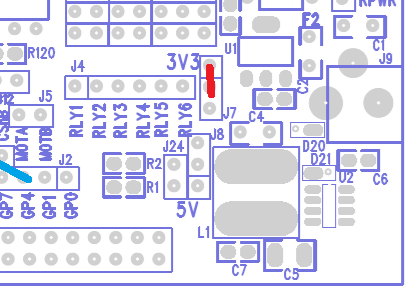 RPWR
F2
U1
C1
R120
3V3
J4
C2
J9
J5
RLY1
RLY2
RLY3
RLY4
RLY5
RLY6
J7
C4
MOTA
MOTB
J8
D20
J24
D21
J2
R2
R1
U2
C6
GP7
GP4
GP1
GP0
5V
L1
C7
C5